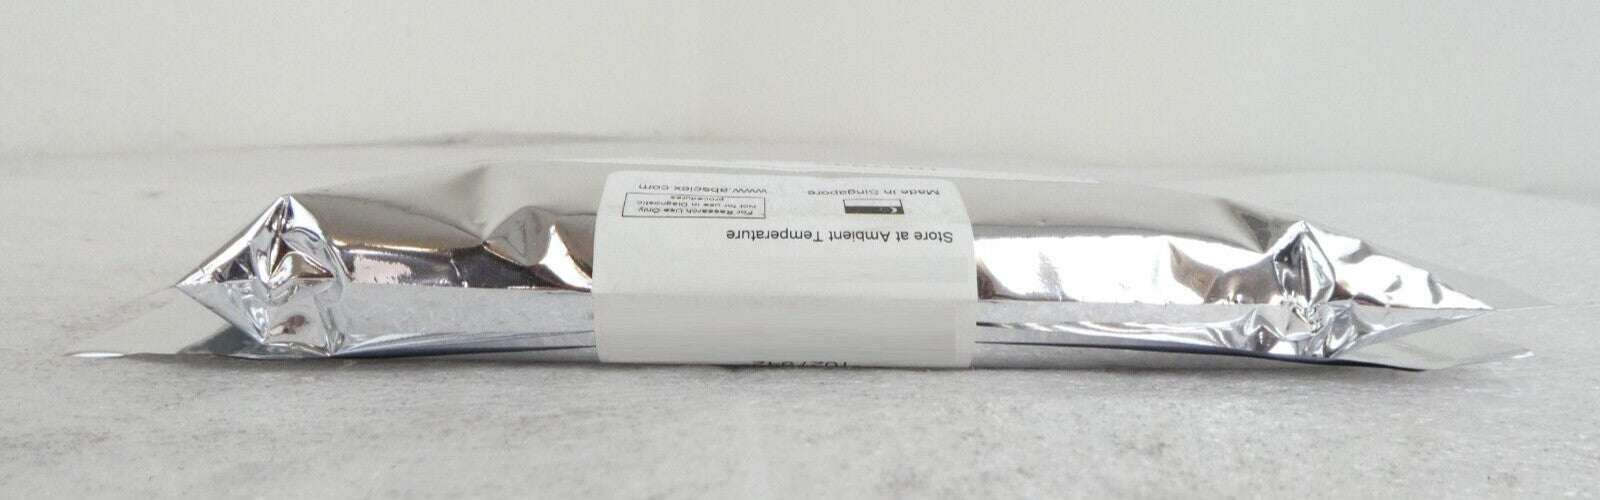 Store at Ambient Temperature
For Research Use Only
Not for use in Diagnostic
procedures
Made in Singapore
www.absciex.com